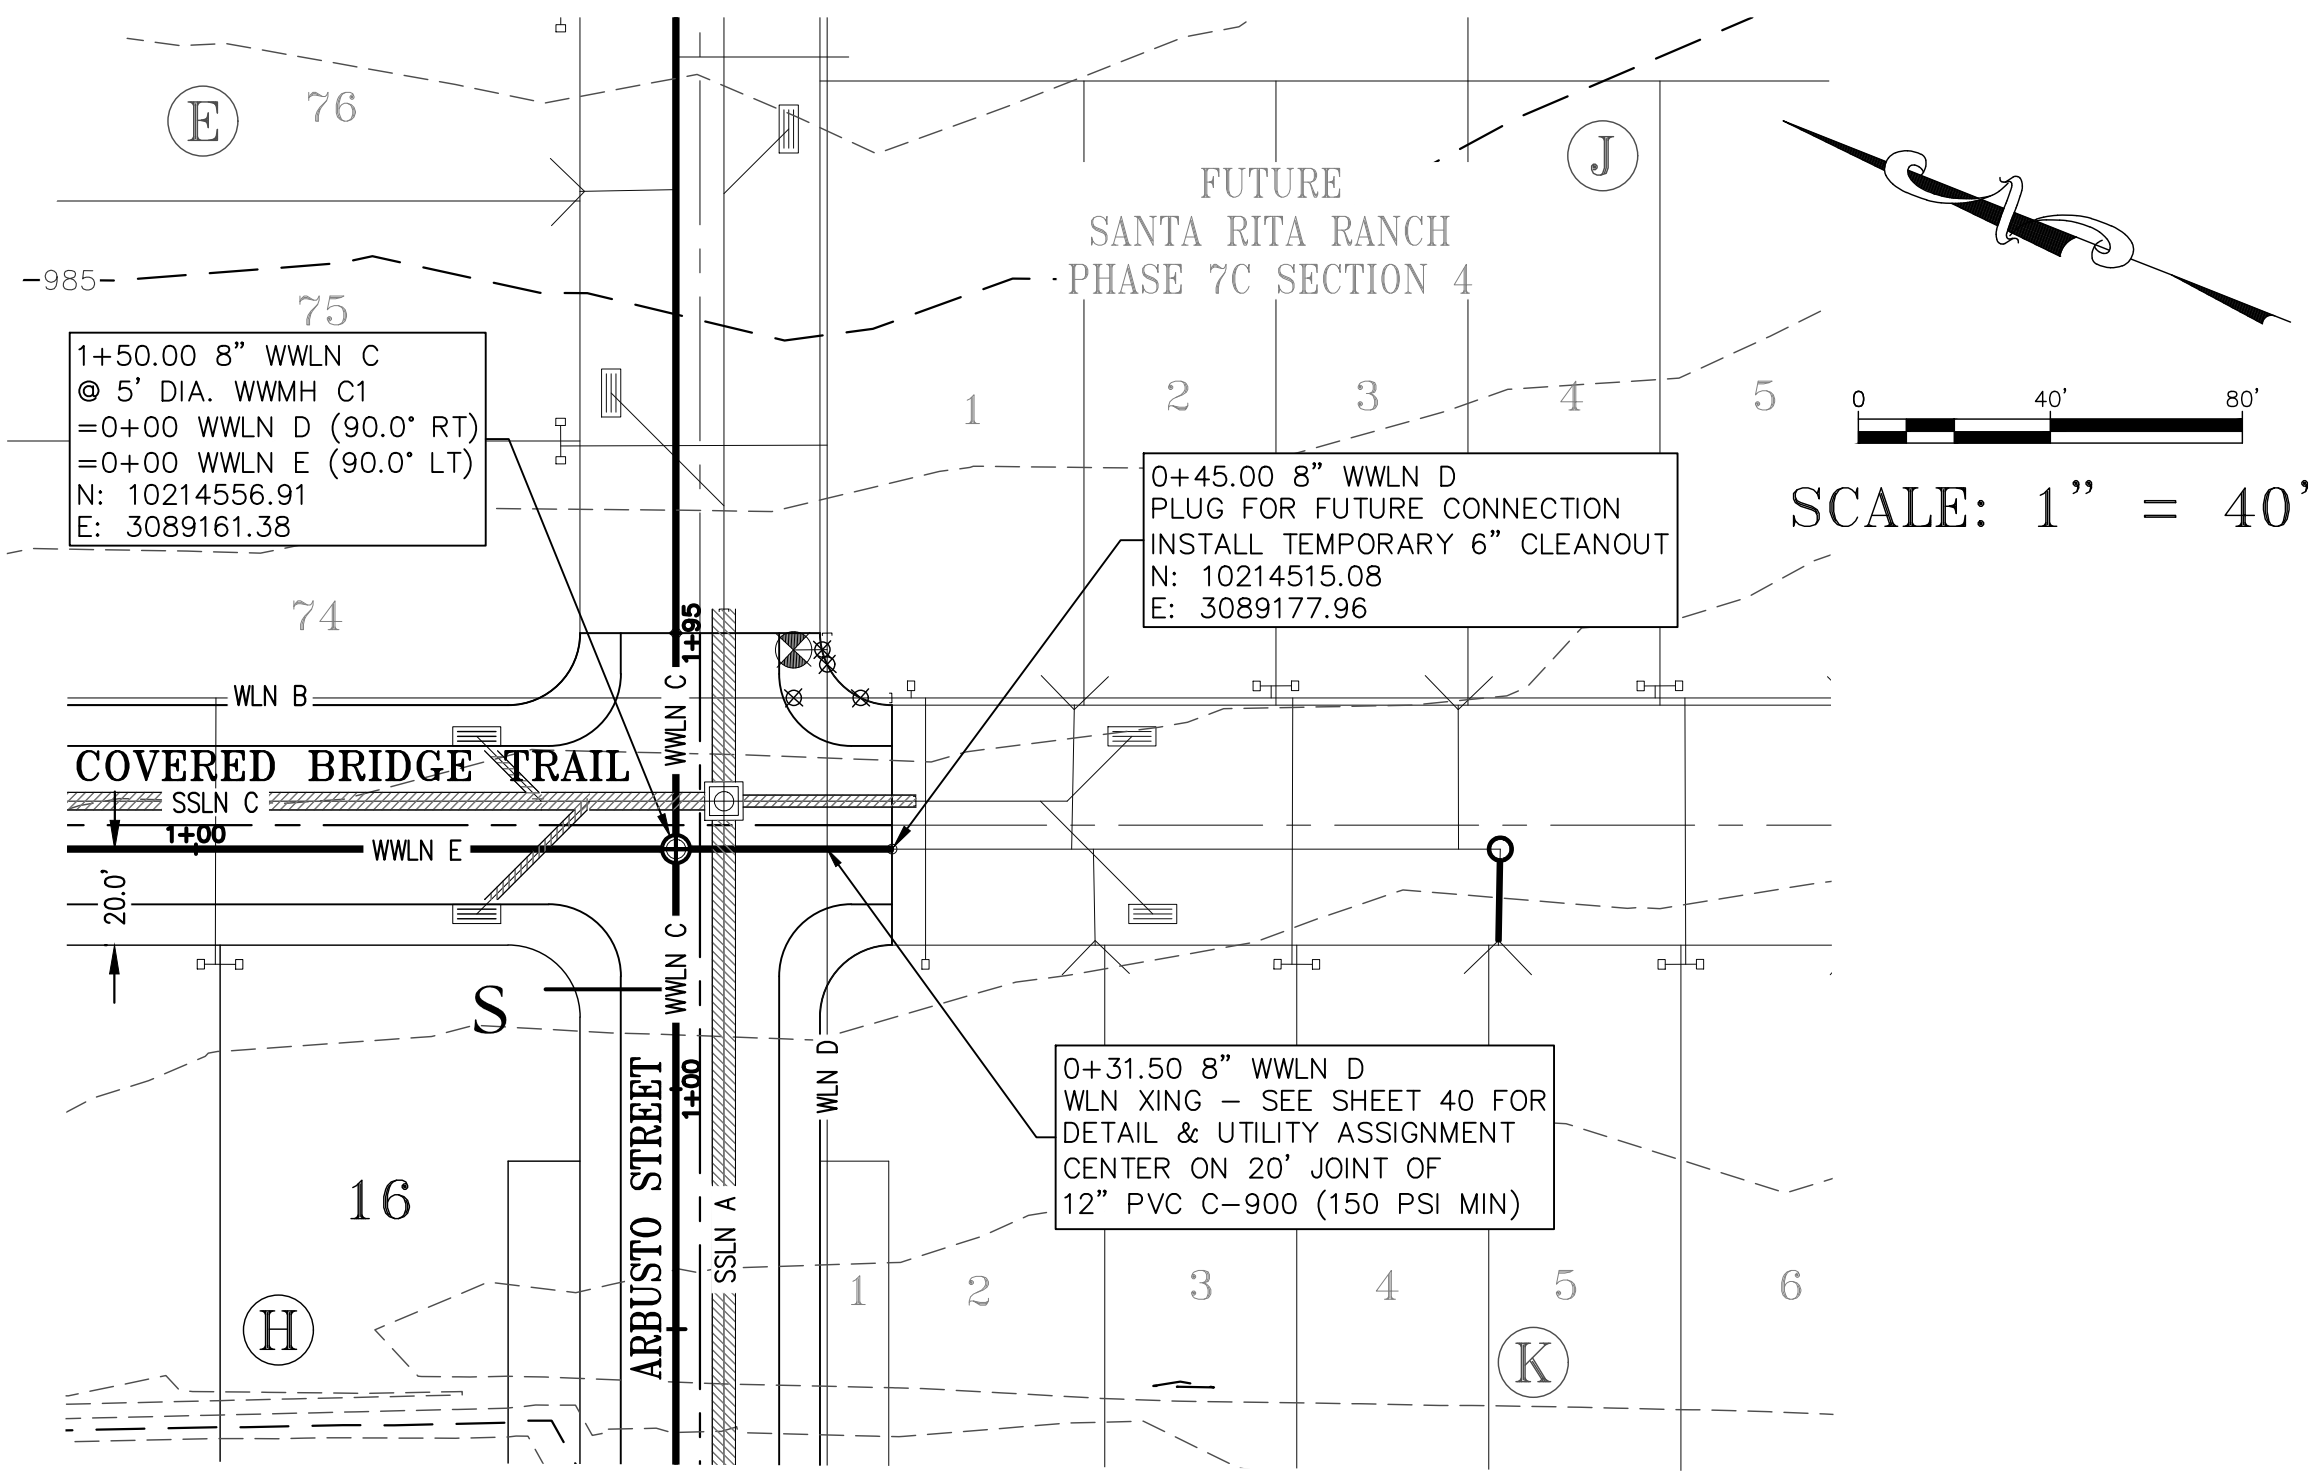 E
76
J
FUTURE
SANTA RITA RANCH
PHASE 7C SECTION 4
-985-
75
1+50.00 8" WWLN C
@ 5' DIA. WWMH C1
=0+00 WWLN D (90.0° RT)
=0+00 WWLN E (90.0° LT)
N: 10214556.91
E: 3089161.38
1
2
3
4
5
0 40' 80'
SCALE: 1" = 40'
0+45.00 8" WWLN D
PLUG FOR FUTURE CONNECTION
INSTALL TEMPORARY 6" CLEANOUT
N: 10214515.08
E: 3089177.96
74
1+95
WLN B
WWLN C
COVERED BRIDGE TRAIL
SSLN C
1+00
WWLN E
20.0'
WWLN C
S
WLN D
1+00
ARBUSTO STREET
0+31.50 8" WWLN D
WLN XING – SEE SHEET 40 FOR
DETAIL & UTILITY ASSIGNMENT
CENTER ON 20' JOINT OF
12" PVC C-900 (150 PSI MIN)
16
SSLN A
1
2
3
4
5
6
H
K